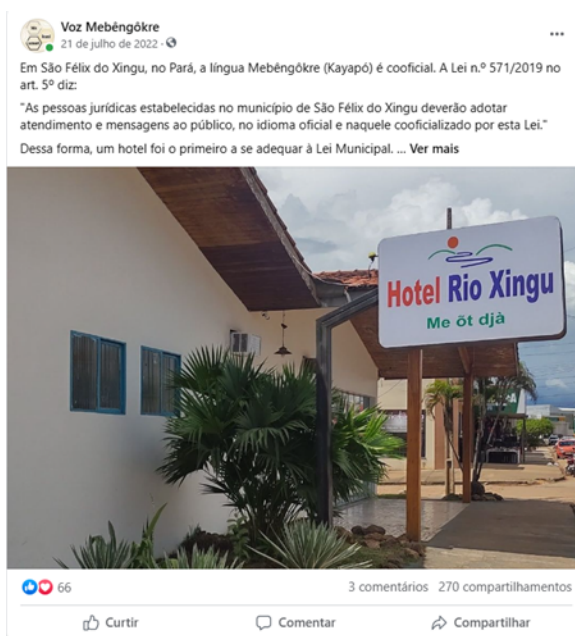 Voz Mebêngôkre
21 de julho de 2022 ·
Em São Félix do Xingu, no Pará, a língua Mebêngôkre (Kayapó) é cooficial. A Lei n.º 571/2019 no
art. 5º diz:
"As pessoas jurídicas estabelecidas no município de São Félix do Xingu deverão adotar
atendimento e mensagens ao público, no idioma oficial e naquele cooficializado por esta Lei."
Dessa forma, um hotel foi o primeiro a se adequar à Lei Municipal. ... Ver mais
Hotel Rio Xingu
Me õt djà
66 3 comentários 270 compartilhamentos
Curtir Comentar Compartilhar